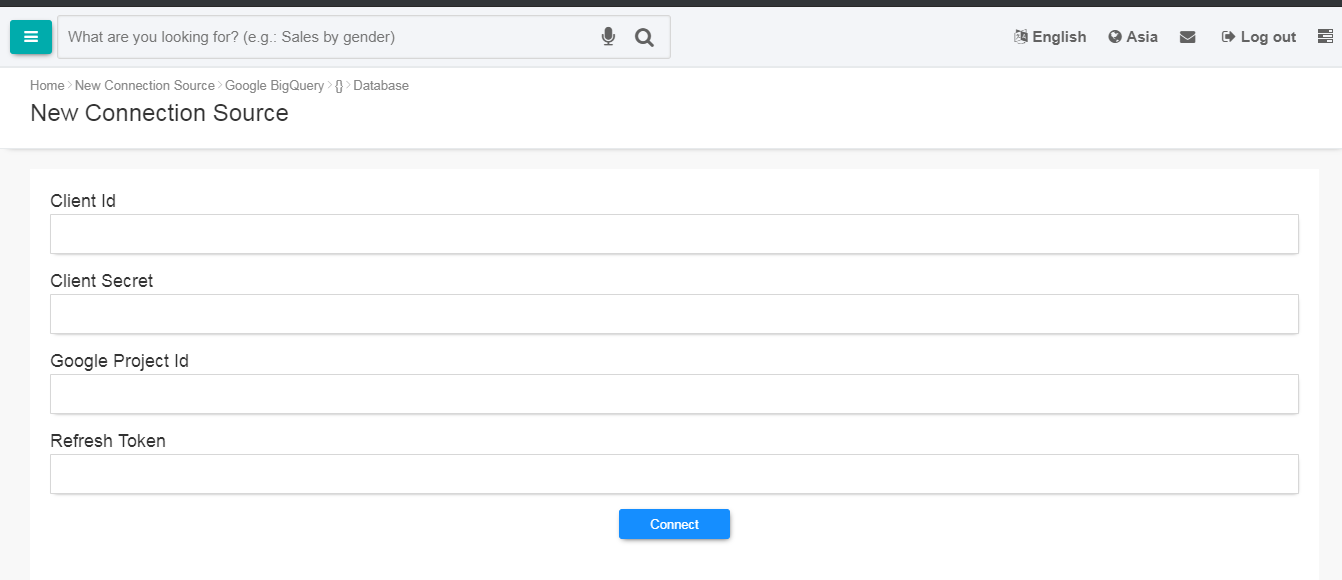 What are you looking for? (e.g.: Sales by gender)
English
Asia
Log out
Home > New Connection Source > Google BigQuery > {} > Database
New Connection Source
Client Id
Client Secret
Google Project Id
Refresh Token
Connect